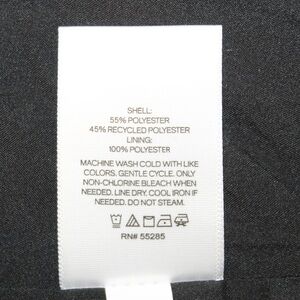 SHELL:
55% POLYESTER
45% RECYCLED POLYESTER
LINING:
100% POLYESTER
MACHINE WASH COLD WITH LIKE
COLORS. GENTLE CYCLE. ONLY
NON-CHLORINE BLEACH WHEN
NEEDED. LINE DRY. COOL IRON IF
NEEDED. DO NOT STEAM.
RN# 55285